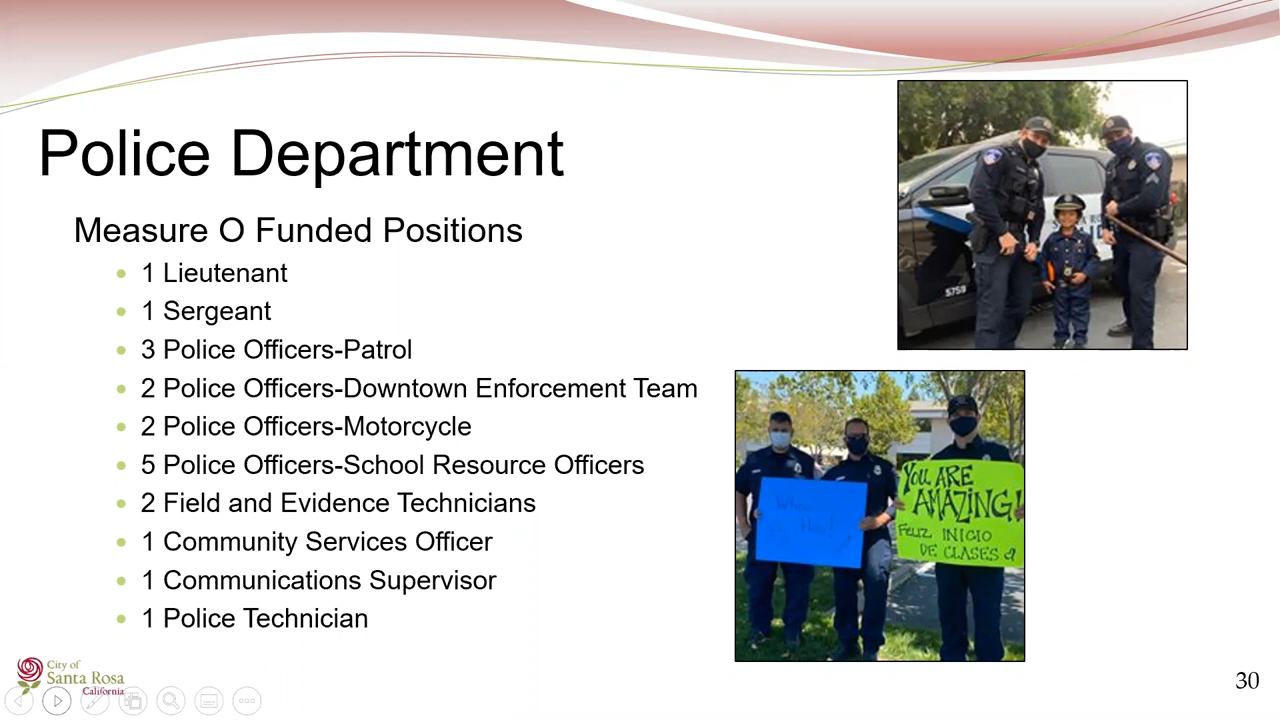 Police Department
Measure O Funded Positions
1 Lieutenant
1 Sergeant
3 Police Officers-Patrol
2 Police Officers-Downtown Enforcement Team
2 Police Officers-Motorcycle
5 Police Officers-School Resource Officers
2 Field and Evidence Technicians
1 Community Services Officer
1 Communications Supervisor
1 Police Technician
5759
YOU ARE
AMAZING!
FELIZ INICIO
DE CLASES
City of
Santa Rosa
California
30